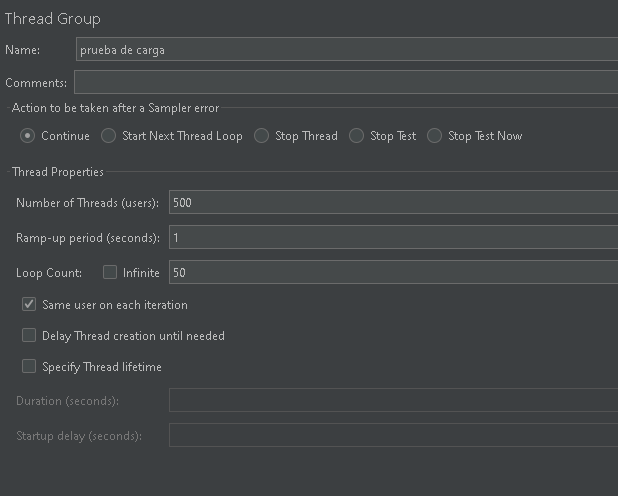 Thread Group
Name: prueba de carga
Comments:
Action to be taken after a Sampler error
Continue Start Next Thread Loop Stop Thread Stop Test Stop Test Now
Thread Properties
Number of Threads (users): 500
Ramp-up period (seconds): 1
Loop Count: Infinite 50
Same user on each iteration
Delay Thread creation until needed
Specify Thread lifetime
Duration (seconds):
Startup delay (seconds):